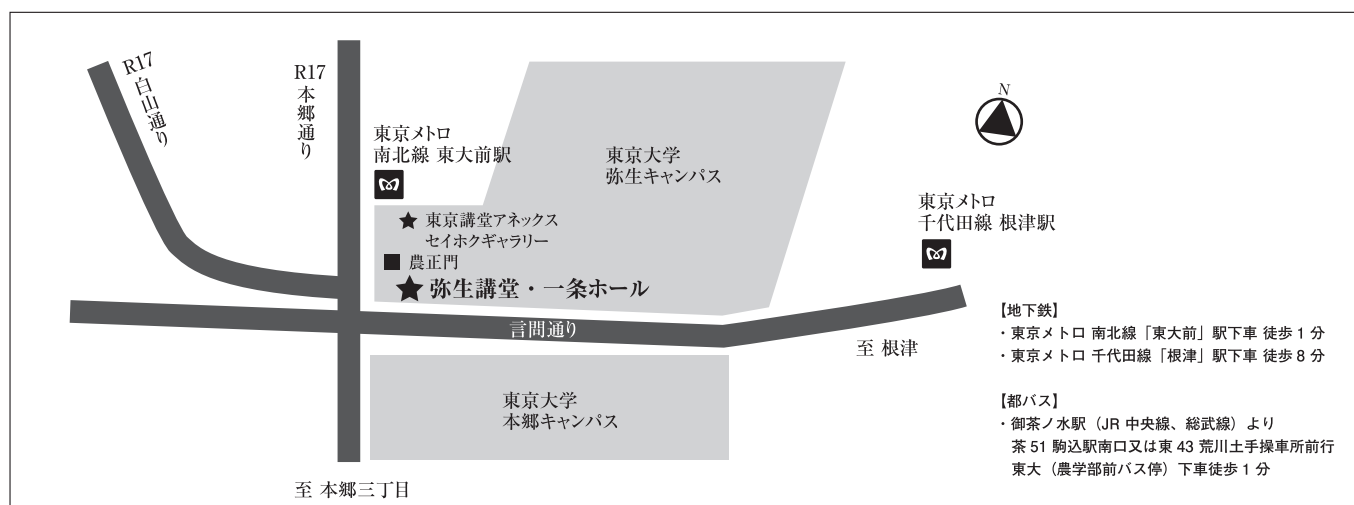 R17
白山通り
R17
本郷通り
東京メトロ
南北線 東大前駅
東京大学
弥生キャンパス
N
東京メトロ
千代田線 根津駅
東京講堂アネックス
セイホクギャラリー
農正門
弥生講堂・一条ホール
言問通り
至 根津
東京大学
本郷キャンパス
至 本郷三丁目
【地下鉄】
・東京メトロ 南北線「東大前」駅下車 徒歩 1 分
・東京メトロ 千代田線「根津」駅下車 徒歩 8 分
【都バス】
・御茶ノ水駅（JR 中央線、総武線）より
茶 51 駒込駅南口又は東 43 荒川土手操車所前行
東大（農学部前バス停）下車徒歩 1 分